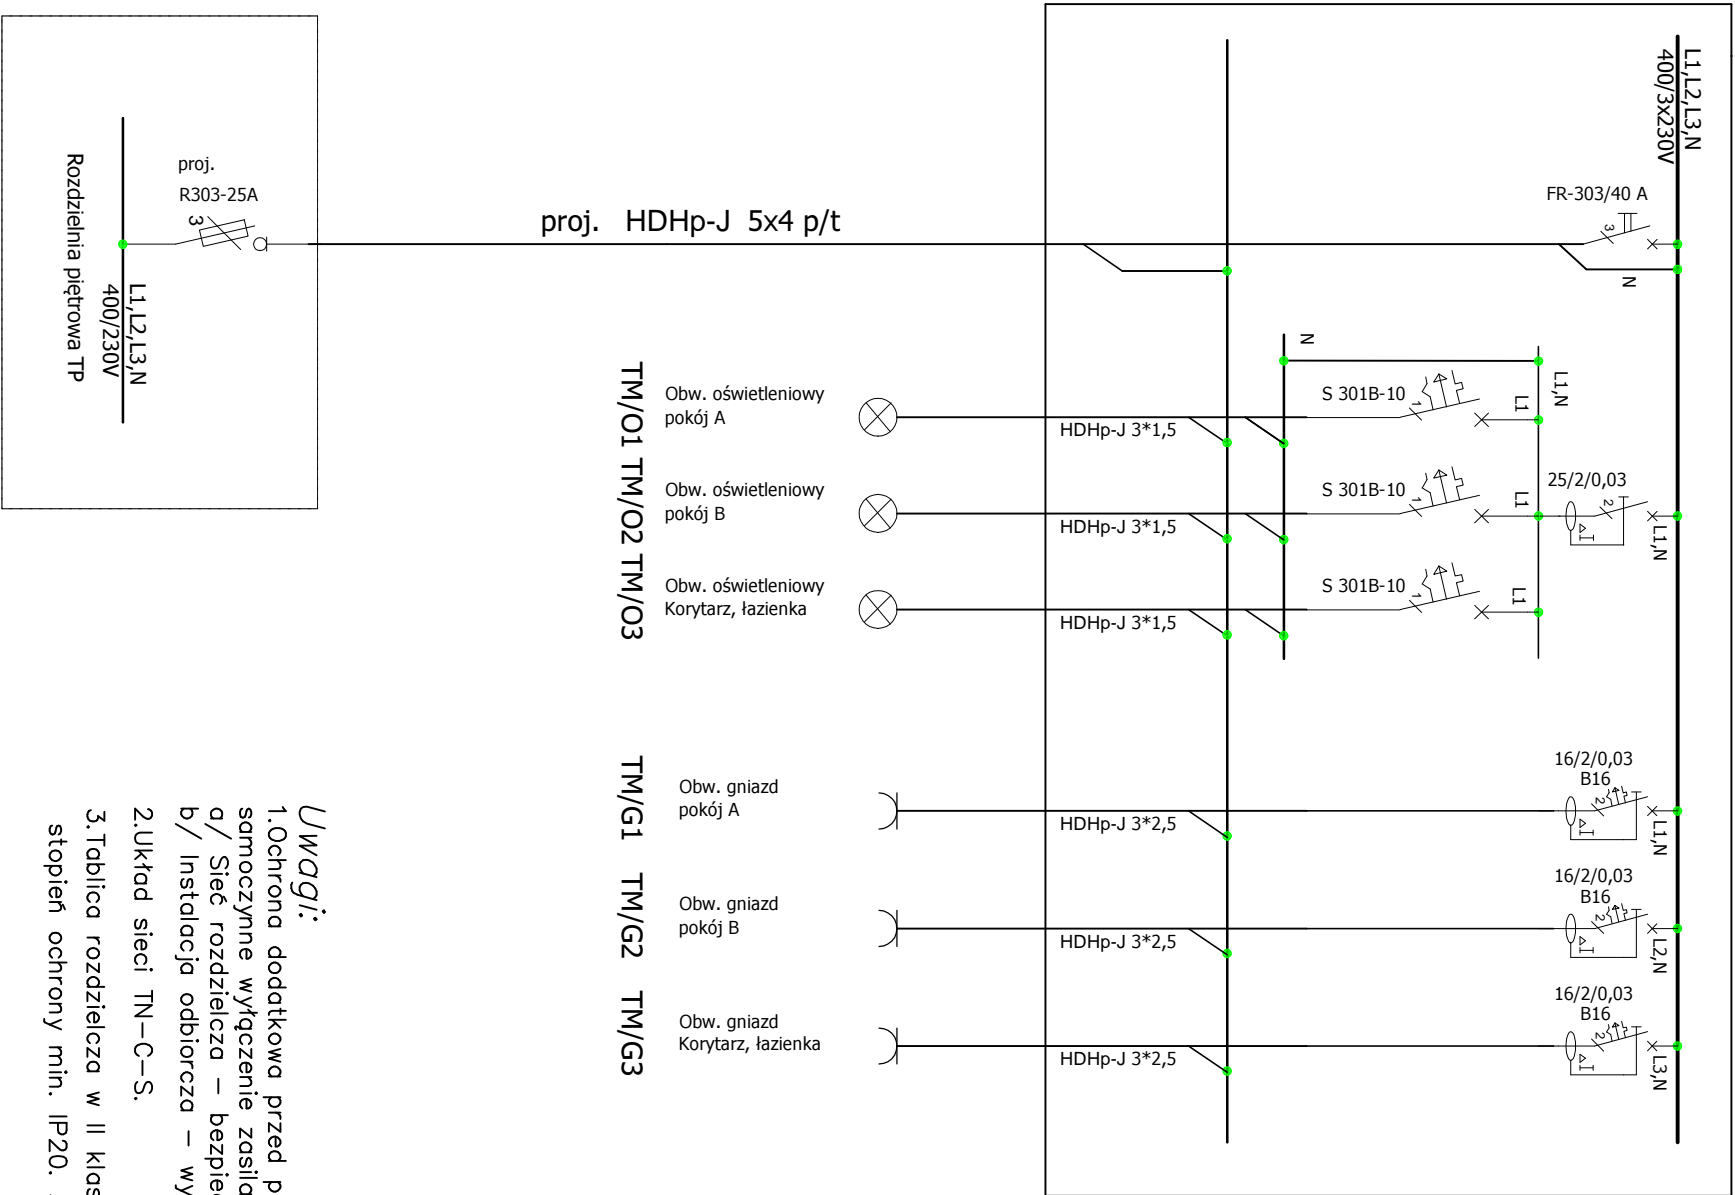 L1,L2,L3,N
400/3x230V
FR-303/40 A
3
N
proj.
R303-25A
3
L1,L2,L3,N
400/230V
Rozdzielnia piętrowa TP
proj. HDHp-J 5x4 p/t
N
L1,N
TM/O1
Obw. oświetleniowy
pokój A
HDHp-J 3*1,5
S 301B-10
1
L1
TM/O2
Obw. oświetleniowy
pokój B
HDHp-J 3*1,5
S 301B-10
1
L1
25/2/0,03
2
L1,N
TM/O3
Obw. oświetleniowy
Korytarz, łazienka
HDHp-J 3*1,5
S 301B-10
1
L1
TM/G1
Obw. gniazd
pokój A
HDHp-J 3*2,5
16/2/0,03
B16
2
L1,N
TM/G2
Obw. gniazd
pokój B
HDHp-J 3*2,5
16/2/0,03
B16
2
L2,N
TM/G3
Obw. gniazd
Korytarz, łazienka
HDHp-J 3*2,5
16/2/0,03
B16
2
L3,N
Uwagi:
1.Ochrona dodatkowa przed p
samoczynne wyłączenie zasila
a/ Sieć rozdzielcza – bezpiec
b/ Instalacja odbiorcza – wy
2.Układ sieci TN–C–S.
3.Tablica rozdzielcza w II klas
stopień ochrony min. IP20.